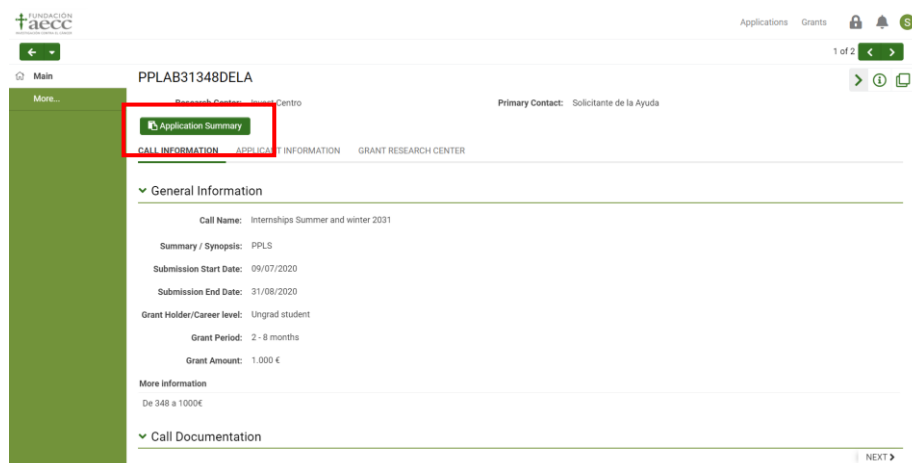 FUNDACIÓN
aecc
Applications Grants
S
1 of 2
Main
PPLAB31348DELA
More...
Research Center: Invest Centro Primary Contact: Solicitante de la Ayuda
Application Summary
CALL INFORMATION APPLICANT INFORMATION GRANT RESEARCH CENTER
General Information
Call Name: Internships Summer and winter 2031
Summary / Synopsis: PPLS
Submission Start Date: 09/07/2020
Submission End Date: 31/08/2020
Grant Holder/Career level: Ungrad student
Grant Period: 2 - 8 months
Grant Amount: 1.000 €
More information
De 348 a 1000€
Call Documentation
NEXT